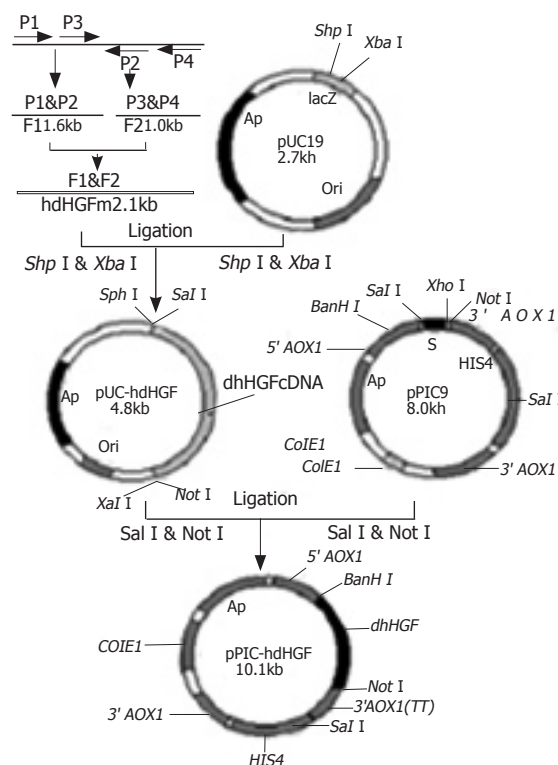 P1 P3
P2 P4
P1&P2 P3&P4
F11.6kb F21.0kb
F1&F2
hdHGFm2.1kb
Shp I
Xba I
lacZ
Ap
pUC19
2.7kh
Ori
Ligation
Shp I & Xba I Shp I & Xba I
Sph I SaI I
Ap
pUC-hdHGF
4.8kb
Ori
dhHGFcDNA
XaI I Not I
Xho I
SaI I Not I
BanH I 3' AOX1
5' AOX1 S HIS4
Ap
pPIC9
8.0kh
SaI I
CoIE1
ColE1
3' AOX1
Ligation
Sal I & Not I Sal I & Not I
5' AOX1
BanH I
Ap
dhHGF
COIE1
pPIC-hdHGF
10.1kb
Not I
3'AOX1(TT)
3' AOX1
SaI I
HIS4